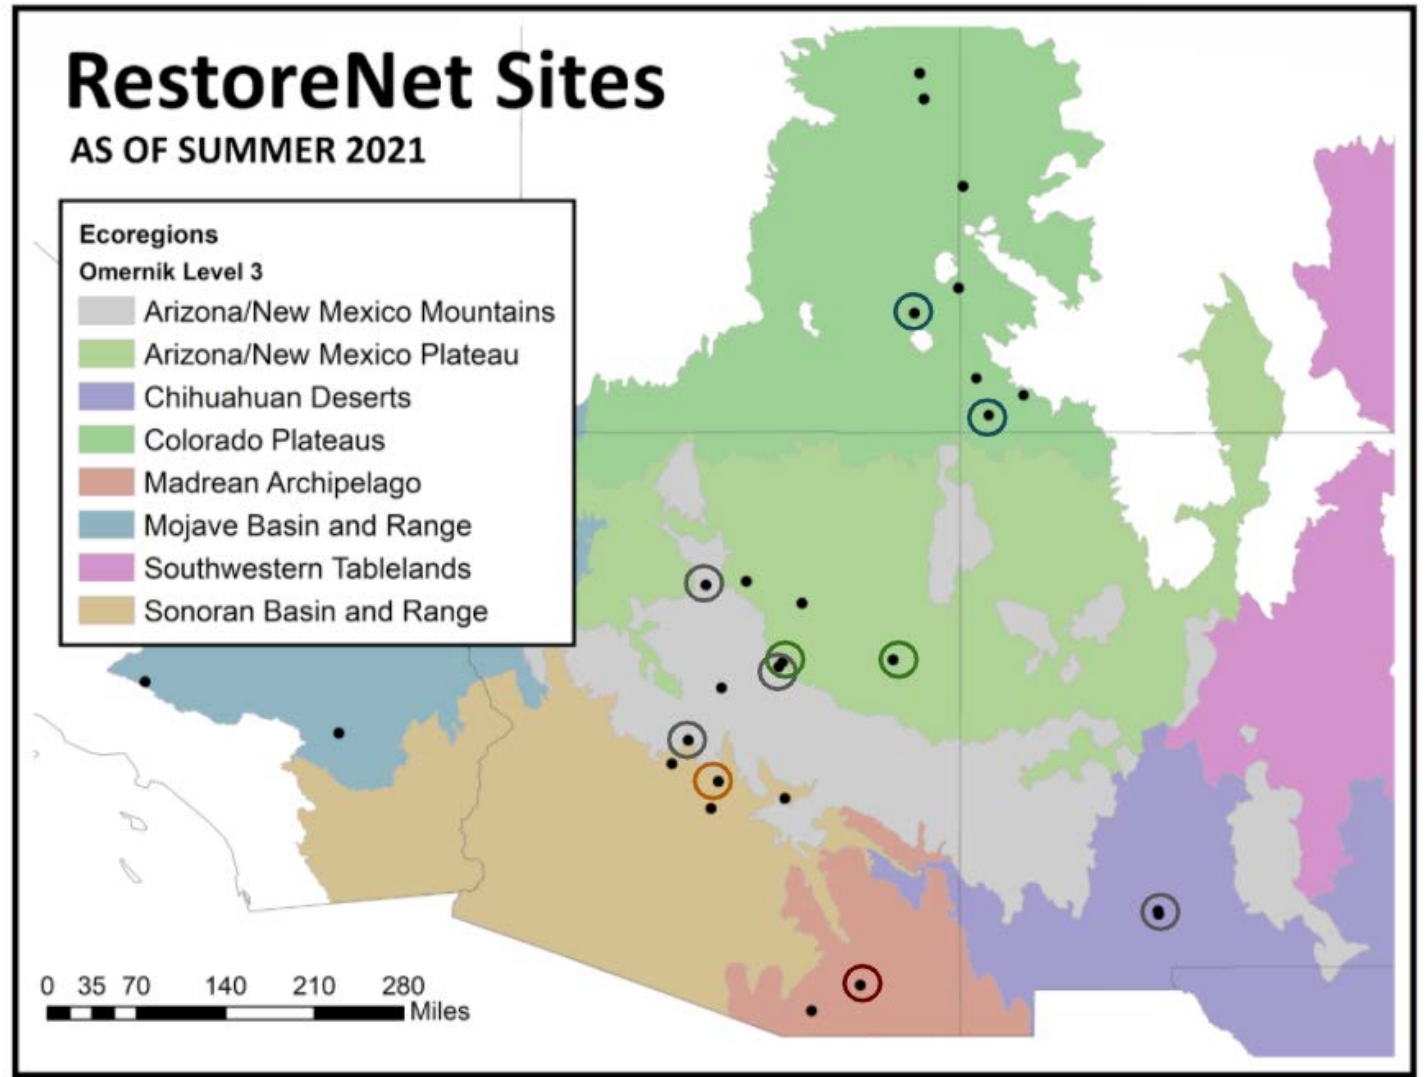 RestoreNet Sites
AS OF SUMMER 2021
Ecoregions
Omernik Level 3
Arizona/New Mexico Mountains
Arizona/New Mexico Plateau
Chihuahuan Deserts
Colorado Plateaus
Madrean Archipelago
Mojave Basin and Range
Southwestern Tablelands
Sonoran Basin and Range
0 35 70 140 210 280
Miles